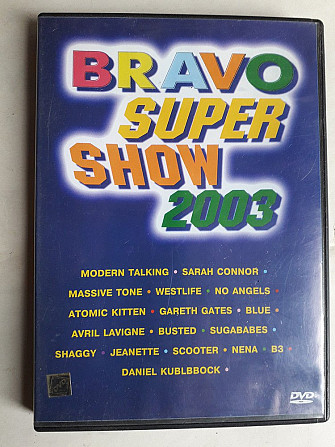 BRAVO
SUPER
SHOW
2003
MODERN TALKING • SARAH CONNOR •
MASSIVE TONE • WESTLIFE • NO ANGELS •
ATOMIC KITTEN • GARETH GATES • BLUE •
AVRIL LAVIGNE • BUSTED • SUGABABES •
SHAGGY • JEANETTE • SCOOTER • NENA • B3 •
DANIEL KUBLBBOCK •
DVD